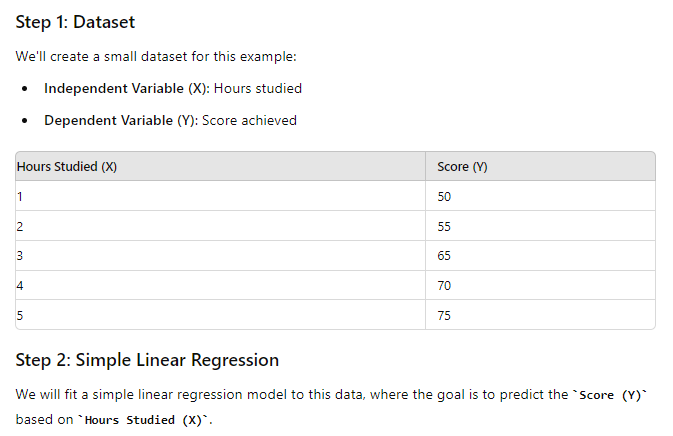 Step 1: Dataset
We'll create a small dataset for this example:
• Independent Variable (X): Hours studied
• Dependent Variable (Y): Score achieved
Hours Studied (X) Score (Y)
1 50
2 55
3 65
4 70
5 75
Step 2: Simple Linear Regression
We will fit a simple linear regression model to this data, where the goal is to predict the `Score (Y)`
based on `Hours Studied (X)`.